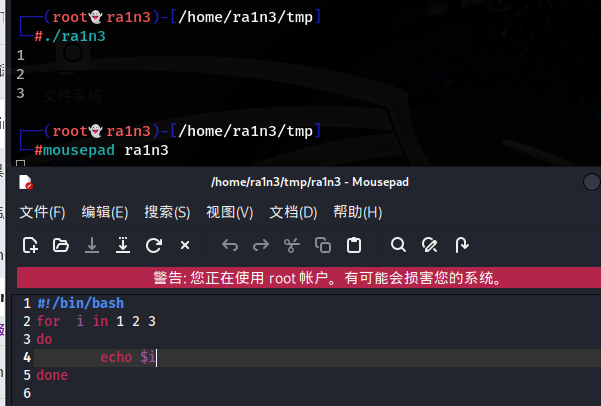 ┌──(root👻ra1n3)-[/home/ra1n3/tmp]
└─#./ra1n3
1
2
3
文件系统
┌──(root👻ra1n3)-[/home/ra1n3/tmp]
└─#mousepad ra1n3
/home/ra1n3/tmp/ra1n3 - Mousepad
文件(F) 编辑(E) 搜索(S) 视图(V) 文档(D) 帮助(H)
警告: 您正在使用 root 帐户。有可能会损害您的系统。
1 #!/bin/bash
2 for  i in 1 2 3
3 do
4         echo $i
5 done
6